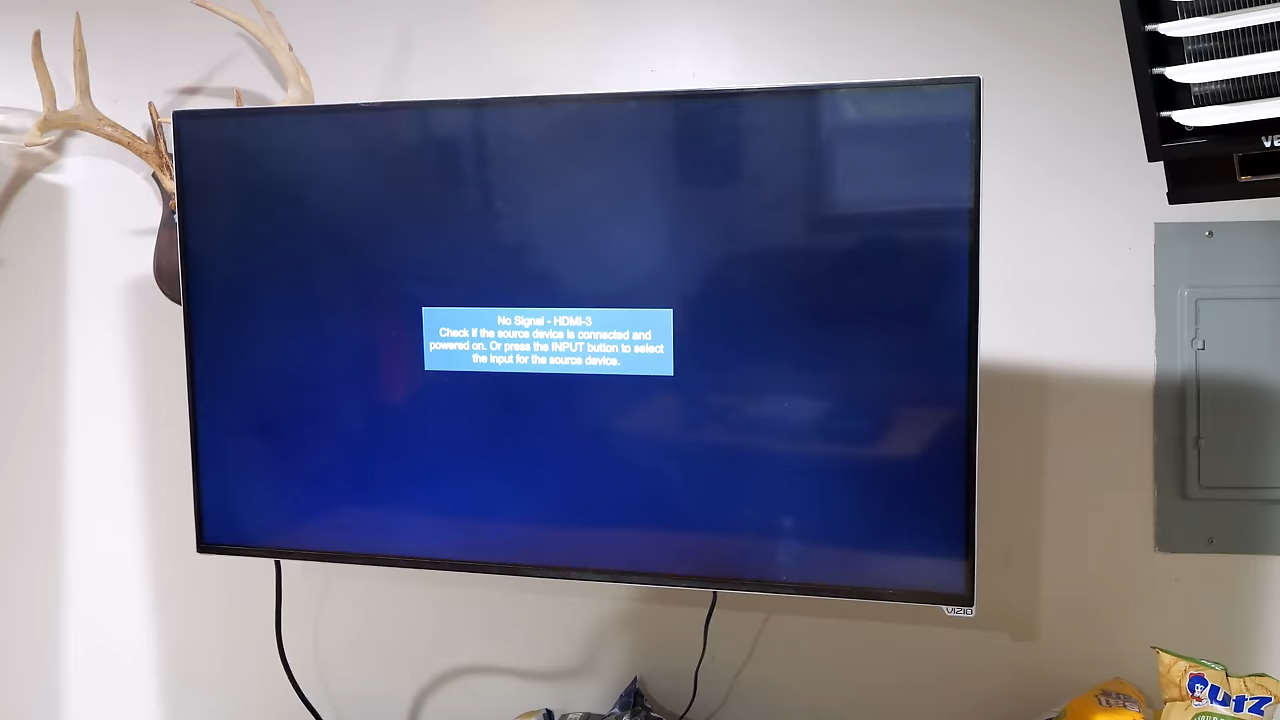 No Signal - HDMI-3
Check if the source device is connected and
powered on. Or press the INPUT button to select
the input for the source device.
VIZIO
UTZ